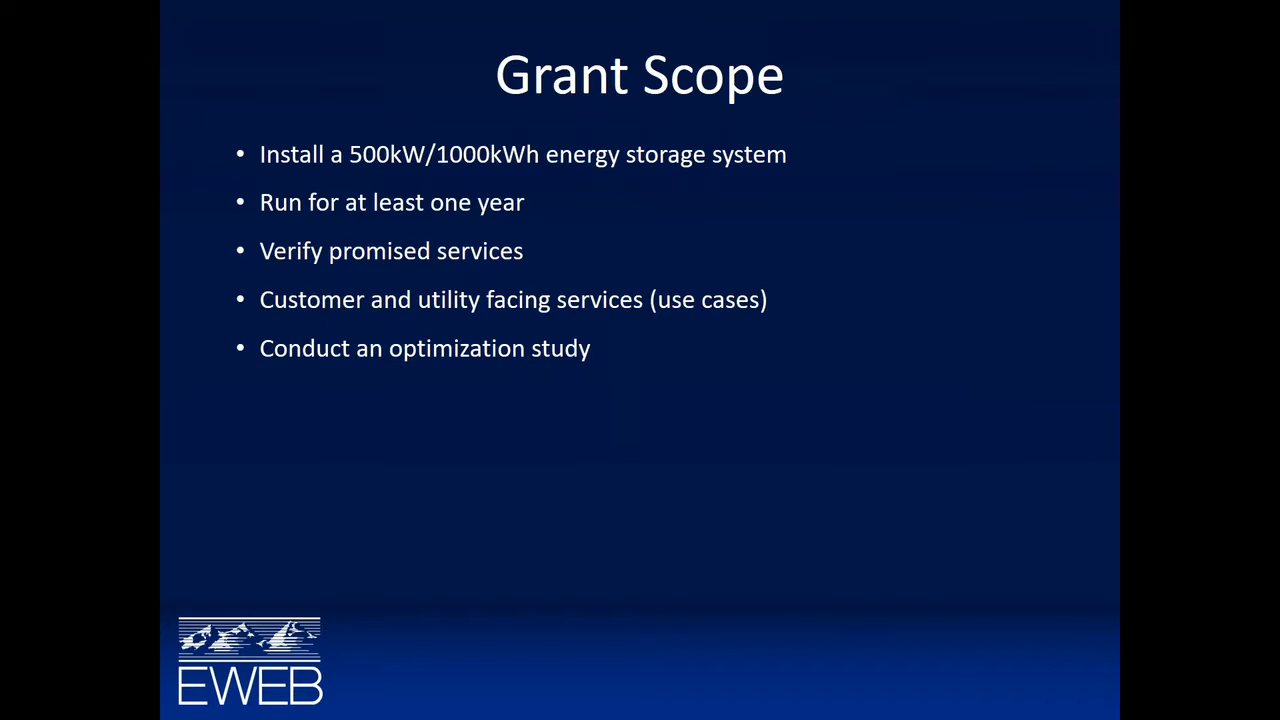 Grant Scope
• Install a 500kW/1000kWh energy storage system
• Run for at least one year
• Verify promised services
• Customer and utility facing services (use cases)
• Conduct an optimization study
EWEB